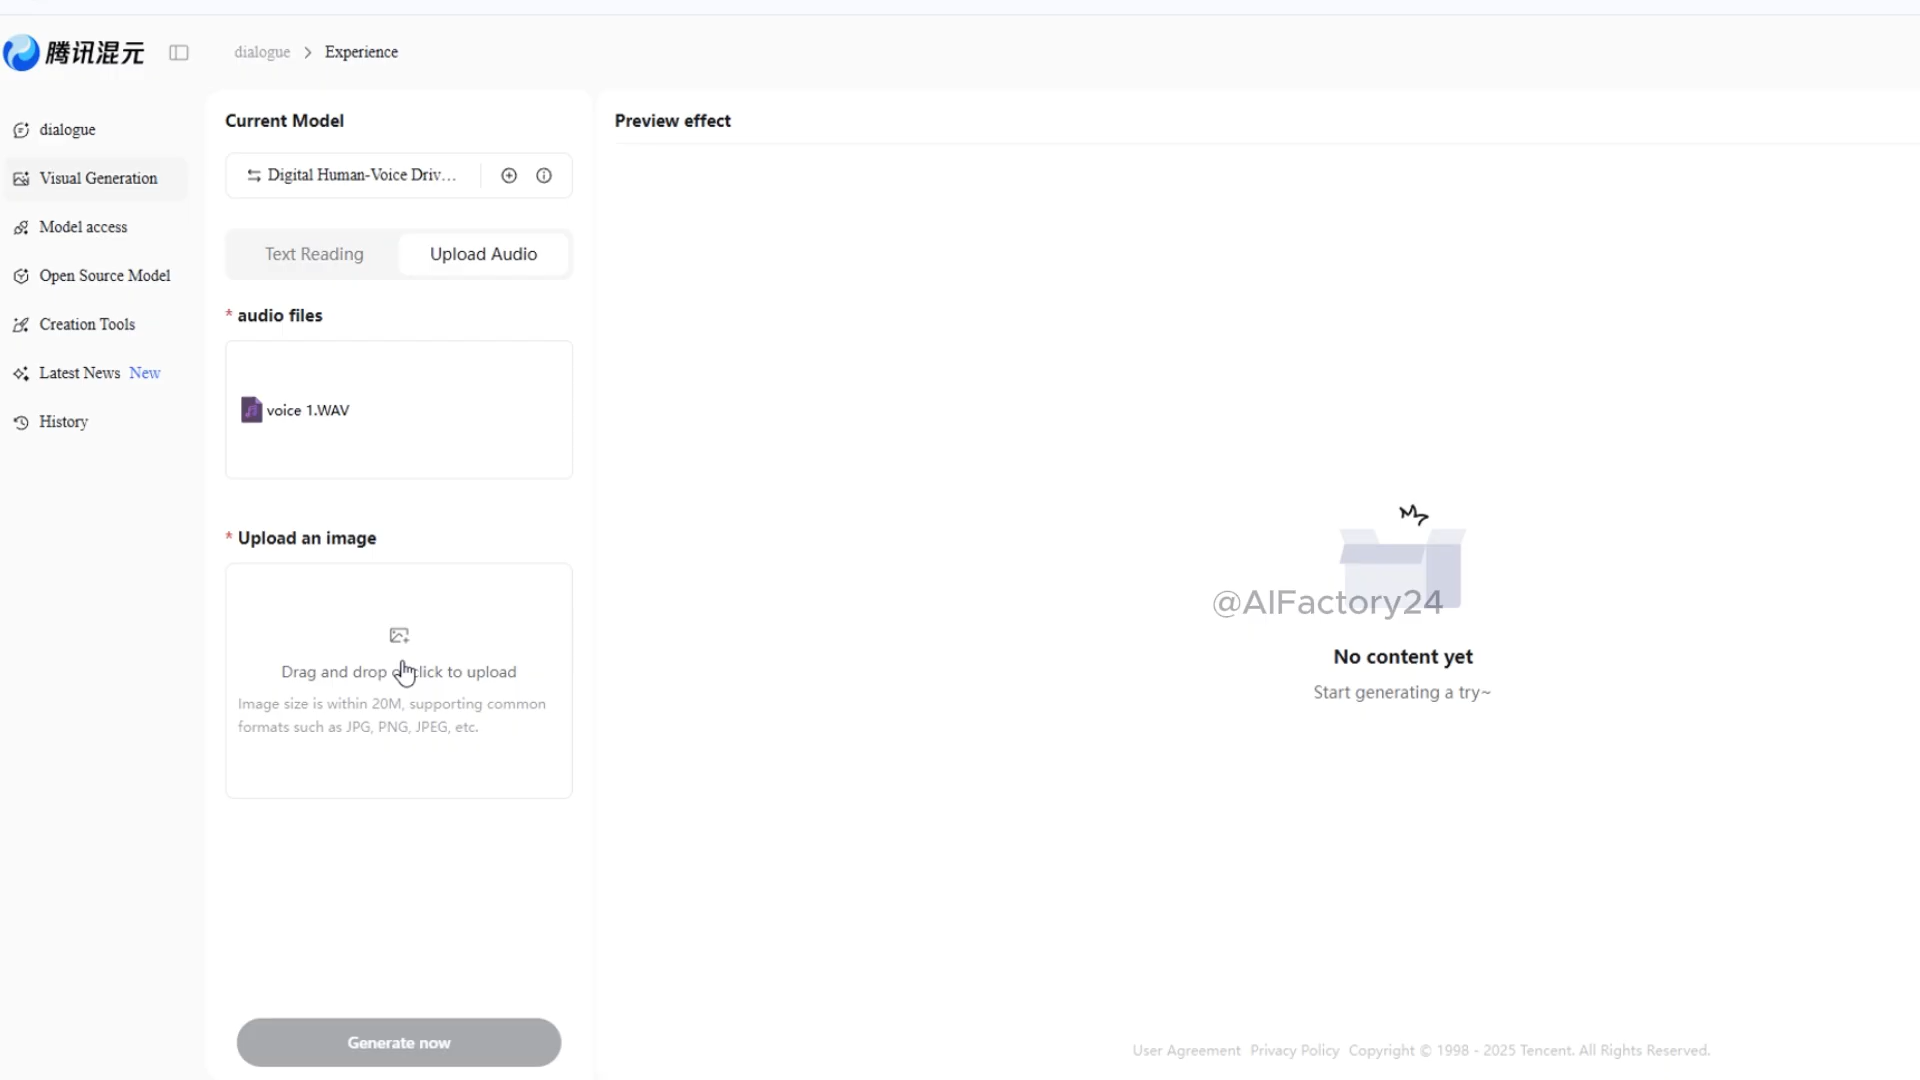 腾讯混元
dialogue > Experience
dialogue
Visual Generation
Model access
Open Source Model
Creation Tools
Latest News New
History
Current Model
Digital Human-Voice Driv...
Text Reading
Upload Audio
* audio files
voice 1.WAV
* Upload an image
Drag and drop click to upload
Image size is within 20M, supporting common
formats such as JPG, PNG, JPEG, etc.
Generate now
Preview effect
@AIFactory24
No content yet
Start generating a try~
User Agreement Privacy Policy Copyright © 1998 - 2025 Tencent. All Rights Reserved.